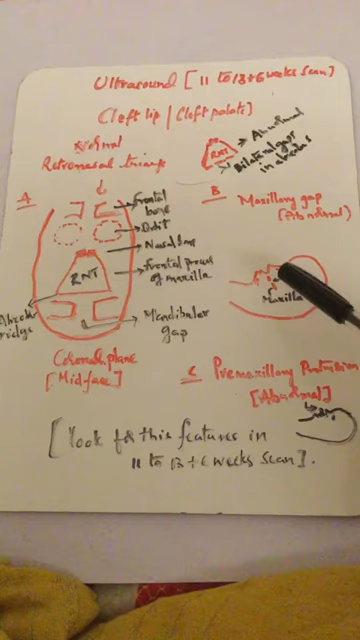 Ultrasound [11 to 13+6 weeks scan]
Cleft lip / Cleft palate]
Normal
Retronasal triangle
RNT
Abnormal
Bilateral gap in alveolus
A
Frontal bone
Orbit
Nasal bone
Frontal process of maxilla
RNT
Alveolar ridge
Mandibular gap
Coronal plane
[Midface]
B Maxillary gap
(Abnormal)
Maxilla
C Premaxillary Protrusion
[Abnormal]
[look for this features in
11 to 13+6 weeks scan].